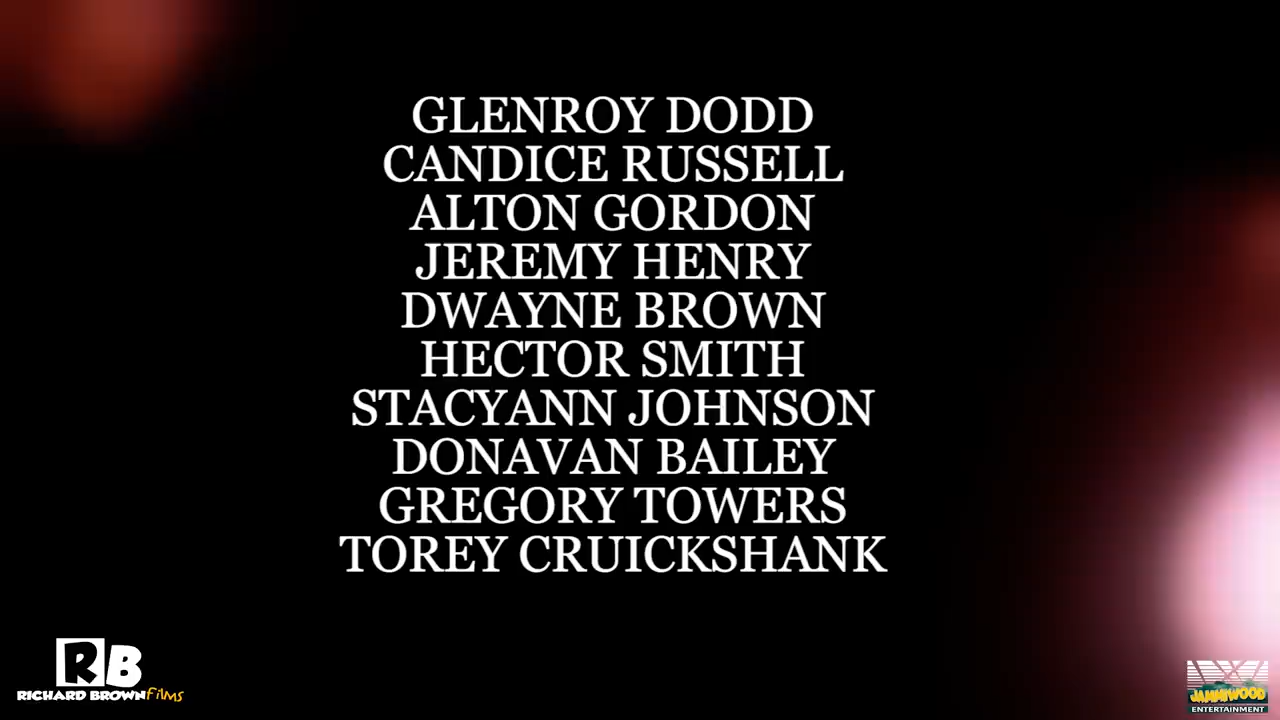 GLENROY DODD
CANDICE RUSSELL
ALTON GORDON
JEREMY HENRY
DWAYNE BROWN
HECTOR SMITH
STACYANN JOHNSON
DONAVAN BAILEY
GREGORY TOWERS
TOREY CRUICKSHANK
RB
RICHARD BROWN Films
JAMMIWOOD
ENTERTAINMENT